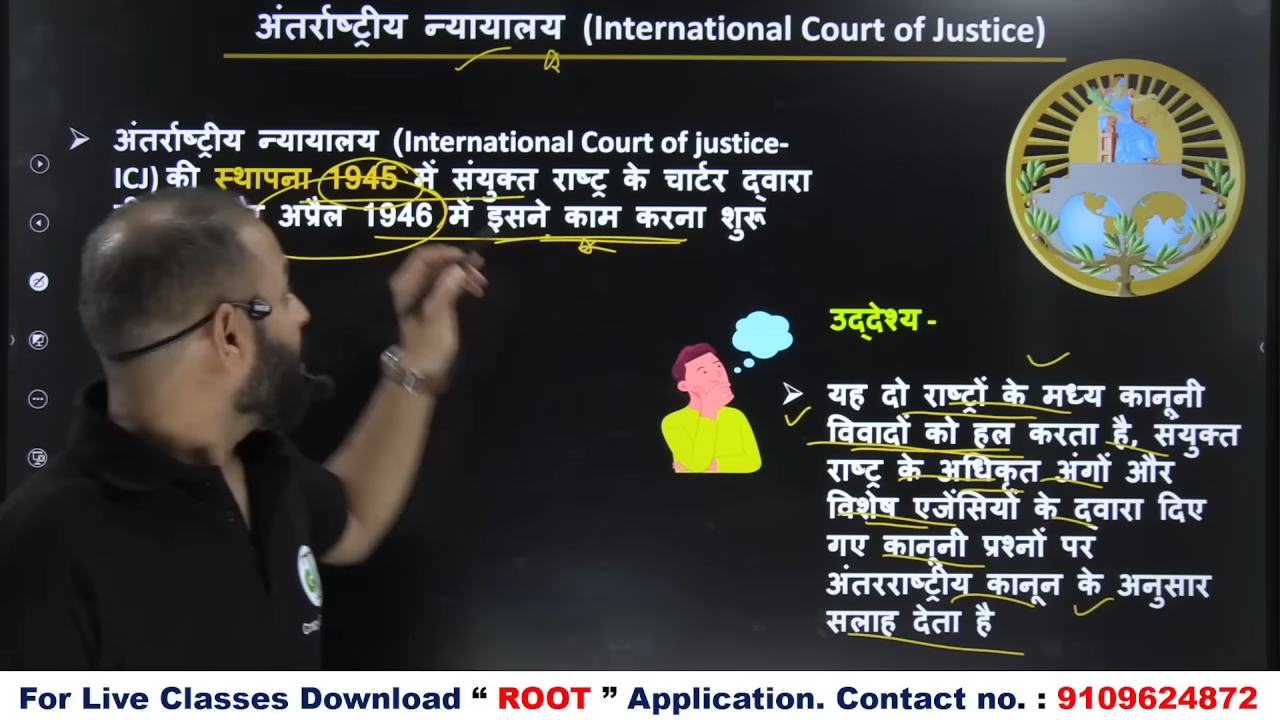 अंतर्राष्ट्रीय न्यायालय (International Court of Justice)
अंतर्राष्ट्रीय न्यायालय (International Court of justice-
ICJ) की स्थापना 1945 में संयुक्त राष्ट्र के चार्टर द्वारा
अप्रैल 1946 में इसने काम करना शुरू
उद्देश्य -
यह दो राष्ट्रों के मध्य कानूनी
विवादों को हल करता है, संयुक्त
राष्ट्र के अधिकृत अंगों और
विशेष एजेंसियों के द्वारा दिए
गए कानूनी प्रश्नों पर
अंतरराष्ट्रीय कानून के अनुसार
सलाह देता है
For Live Classes Download “ ROOT ” Application. Contact no. : 9109624872